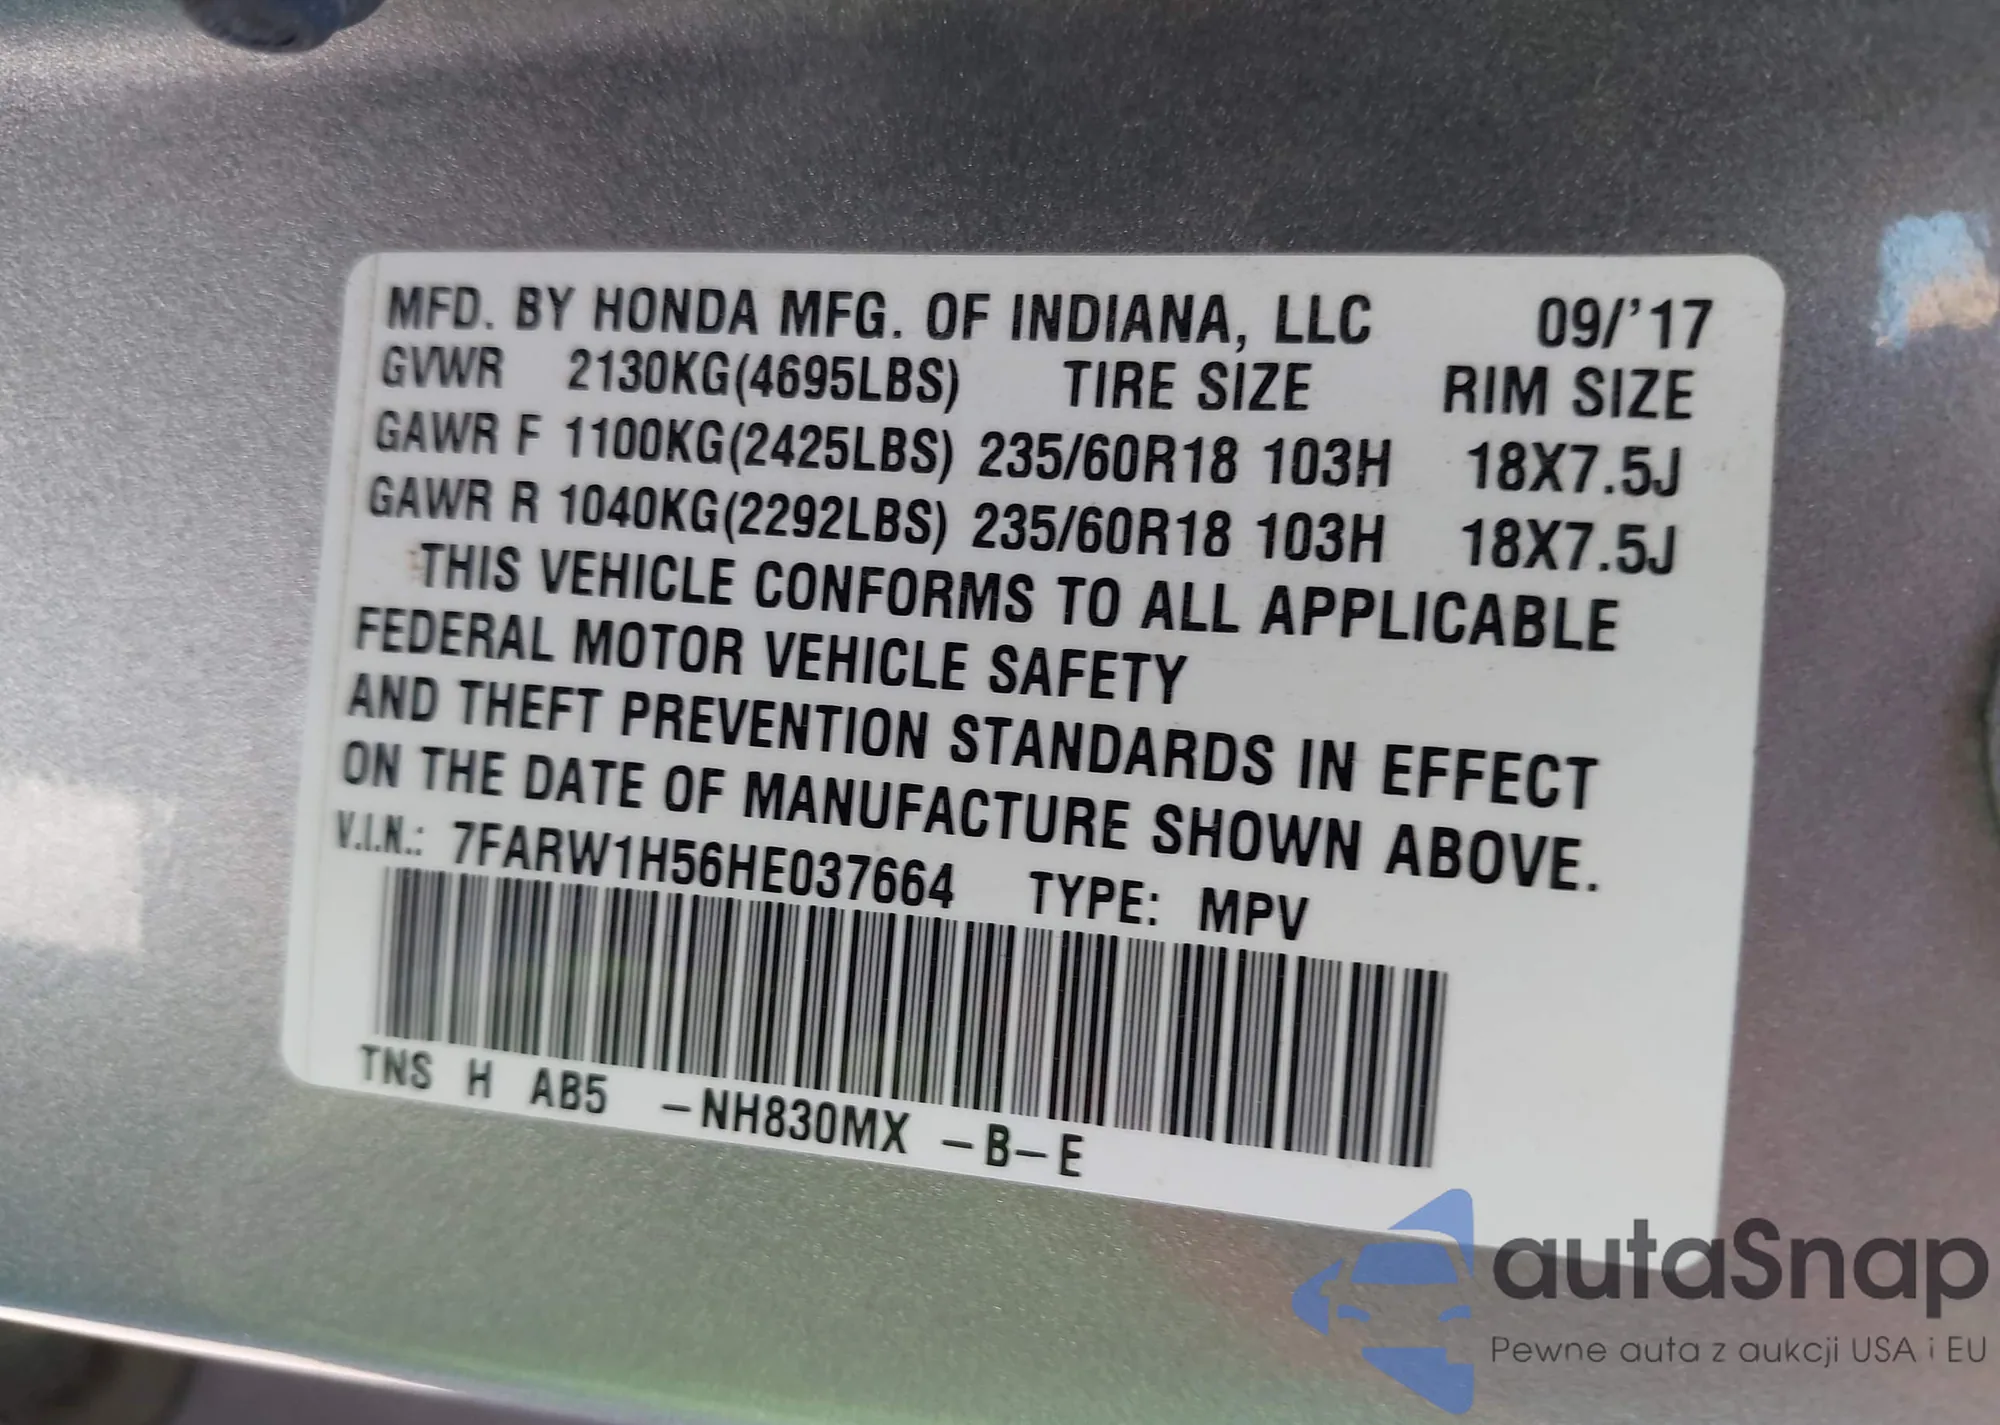 MFD. BY HONDA MFG. OF INDIANA, LLC 09/'17
GVWR 2130KG(4695LBS) TIRE SIZE RIM SIZE
GAWR F 1100KG(2425LBS) 235/60R18 103H 18X7.5J
GAWR R 1040KG(2292LBS) 235/60R18 103H 18X7.5J
THIS VEHICLE CONFORMS TO ALL APPLICABLE
FEDERAL MOTOR VEHICLE SAFETY
AND THEFT PREVENTION STANDARDS IN EFFECT
ON THE DATE OF MANUFACTURE SHOWN ABOVE.
V.I.N.: 7FARW1H56HE037664 TYPE: MPV
TNS H AB5 -NH830MX -B-E
autaSnap
Pewne auta z aukcji USA i EU